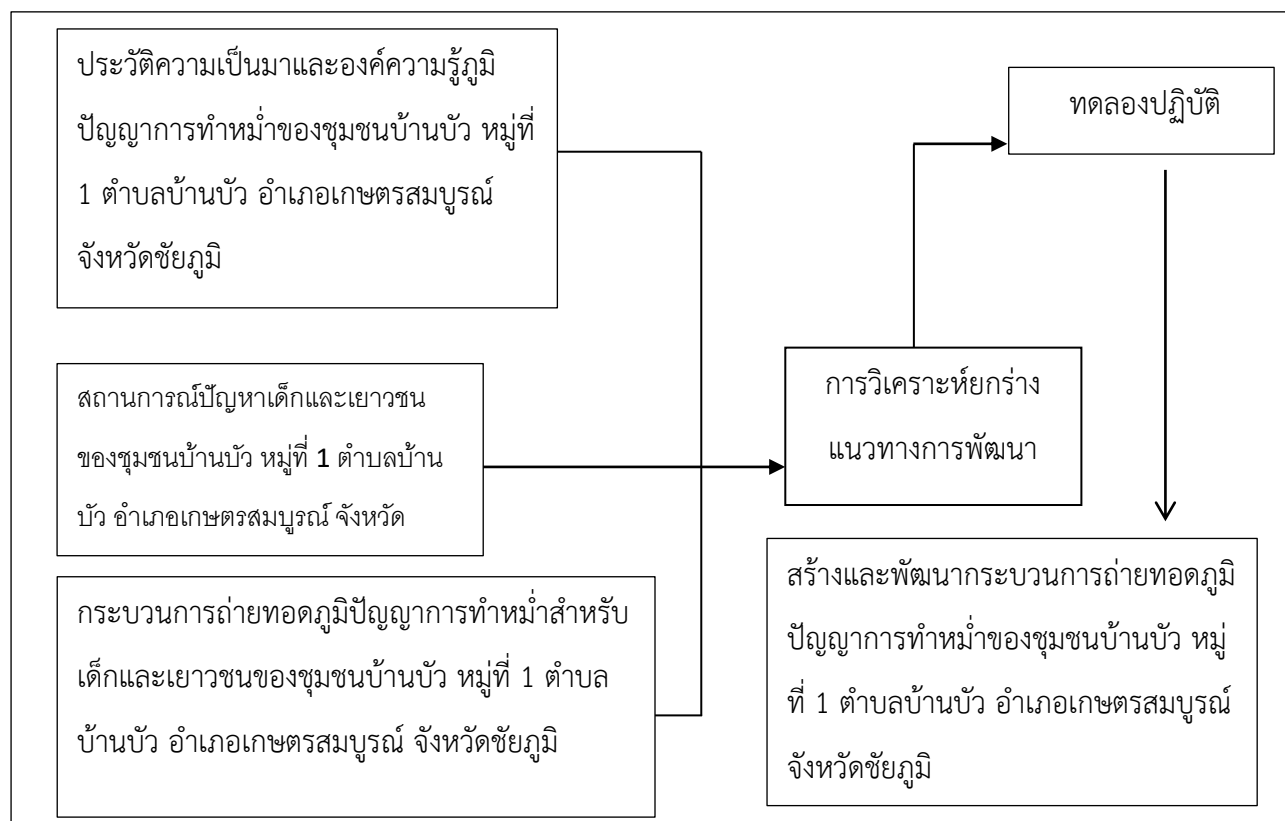 ประวัติความเป็นมาและองค์ความรู้ภูมิ
ปัญญาการทำหม่ำของชุมชนบ้านบัว หมู่ที่
1 ตำบลบ้านบัว อำเภอเกษตรสมบูรณ์
จังหวัดชัยภูมิ
สถานการณ์ปัญหาเด็กและเยาวชน
ของชุมชนบ้านบัว หมู่ที่ 1 ตำบลบ้าน
บัว อำเภอเกษตรสมบูรณ์ จังหวัด
กระบวนการถ่ายทอดภูมิปัญญาการทำหม่ำสำหรับ
เด็กและเยาวชนของชุมชนบ้านบัว หมู่ที่ 1 ตำบล
บ้านบัว อำเภอเกษตรสมบูรณ์ จังหวัดชัยภูมิ
การวิเคราะห์ยกร่าง
แนวทางการพัฒนา
ทดลองปฏิบัติ
สร้างและพัฒนากระบวนการถ่ายทอดภูมิ
ปัญญาการทำหม่ำของชุมชนบ้านบัว หมู่
ที่ 1 ตำบลบ้านบัว อำเภอเกษตรสมบูรณ์
จังหวัดชัยภูมิ